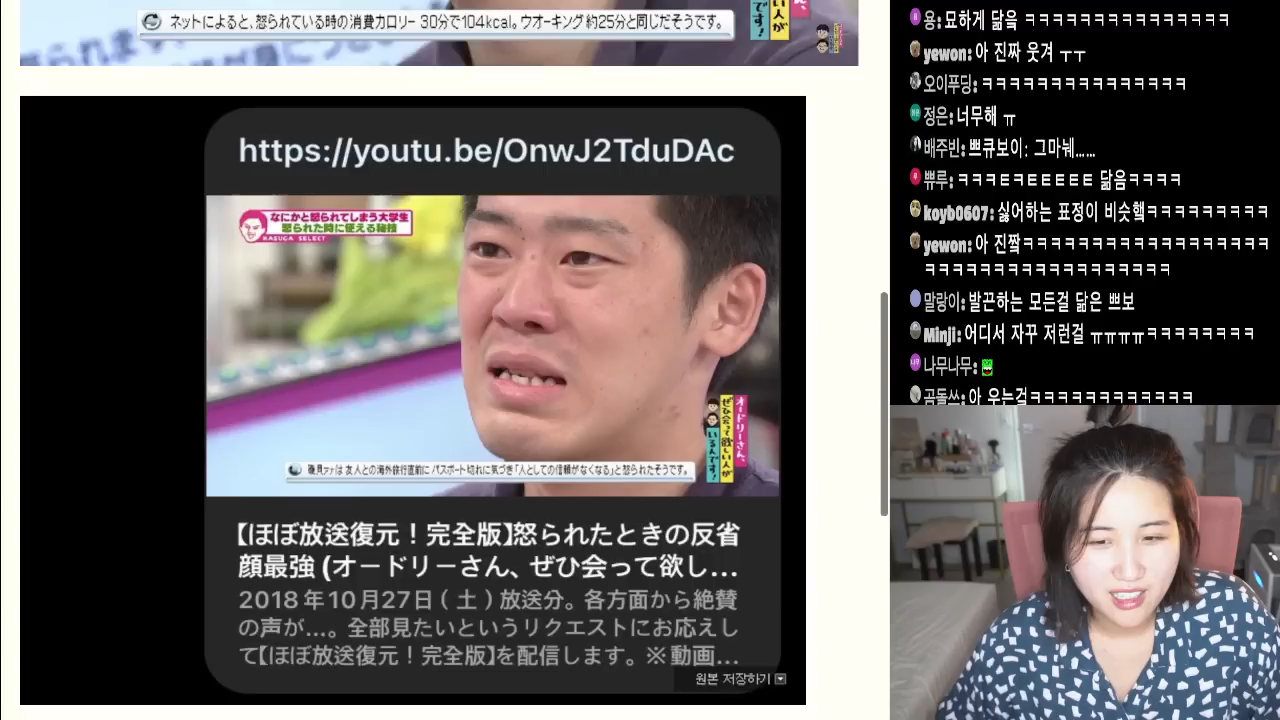 ネットによると、怒られている時の消費カロリー 30分で104kcal。ウオーキング約25分と同じだそうです。
https://youtu.be/OnwJ2TduDAc
なにかと怒られてしまう大学生
怒られた時に使える秘技
KASUGA SELECT
オードリーさん、
ぜひ会って欲しい人が
いるんです!
磯貝ｱﾅは 友人との海外旅行直前に パスポート切れに気づき「人としての信頼がなくなる」と怒られたそうです。
【ほぼ放送復元！完全版】怒られたときの反省
顔最強 (オードリーさん、ぜひ会って欲し...
2018年10月27日（土）放送分。各方面から絶賛
の声が...。全部見たいというリクエストにお応えし
て【ほぼ放送復元！完全版】を配信します。※動画...
원본 저장하기
용: 묘하게 닮음 ㅋㅋㅋㅋㅋㅋㅋㅋㅋㅋㅋㅋㅋㅋㅋ
yewon: 아 진짜 웃겨 ㅜㅜ
오이푸딩: ㅋㅋㅋㅋㅋㅋㅋㅋㅋㅋㅋㅋㅋㅋㅋ
정은: 너무해 ㅠ
배주빈: 쁘큐보이: 그마눼......
쀼루: ㅋㅋㅋㅌㅋㅌㅌㅌㅌㅌ 닮음ㅋㅋㅋㅋ
koyb0607: 싫어하는 표정이 비슷핰ㅋㅋㅋㅋㅋㅋㅋㅋㅋ
yewon: 아 진짴ㅋㅋㅋㅋㅋㅋㅋㅋㅋㅋㅋㅋㅋㅋㅋㅋㅋㅋ
ㅋㅋㅋㅋㅋㅋㅋㅋㅋㅋㅋㅋㅋㅋㅋㅋㅋㅋ
말랑이: 발끈하는 모든걸 닮은 쁘보
Minji: 어디서 자꾸 저런걸 ㅠㅠㅠㅠㅋㅋㅋㅋㅋㅋㅋㅋ
나무나무:
곰돌쓰: 아 우는겈ㅋㅋㅋㅋㅋㅋㅋㅋㅋㅋㅋㅋ